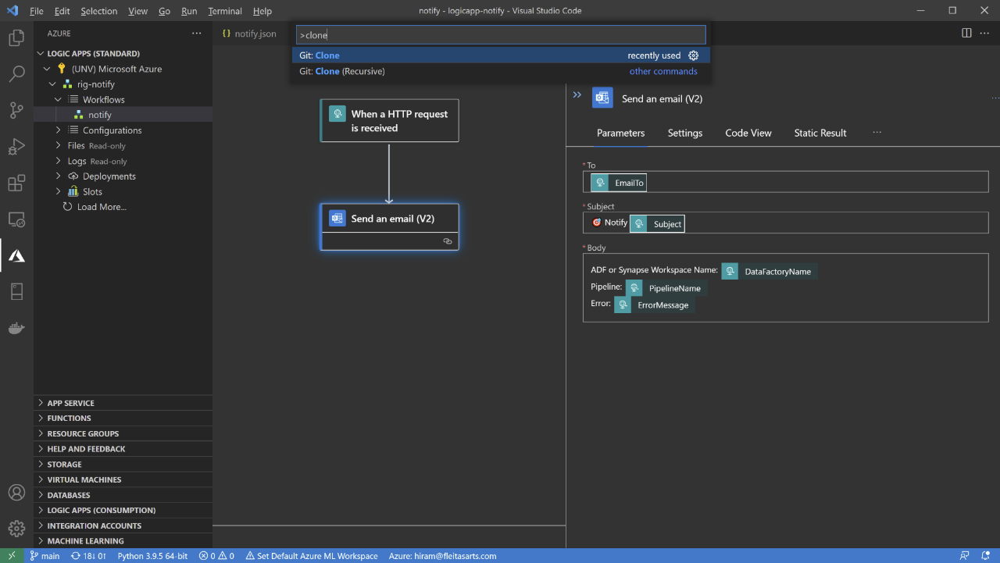 File Edit Selection View Go Run Terminal Help
notify - logicapp-notify - Visual Studio Code
AZURE
{} notify.json
>clone
Git: Clone
recently used
Git: Clone (Recursive)
other commands
LOGIC APPS (STANDARD)
(UNV) Microsoft Azure
rig-notify
Workflows
notify
Configurations
Files Read-only
Logs Read-only
Deployments
Slots
Load More...
APP SERVICE
FUNCTIONS
RESOURCE GROUPS
HELP AND FEEDBACK
STORAGE
VIRTUAL MACHINES
DATABASES
LOGIC APPS (CONSUMPTION)
INTEGRATION ACCOUNTS
MACHINE LEARNING
When a HTTP request
is received
Send an email (V2)
Send an email (V2)
Parameters Settings Code View Static Result ...
* To
EmailTo
* Subject
Notify Subject
* Body
ADF or Synapse Workspace Name: DataFactoryName
Pipeline: PipelineName
Error: ErrorMessage
main 18↓ 0↑ Python 3.9.5 64-bit 0 0 Set Default Azure ML Workspace Azure: hiram@fleitasarts.com